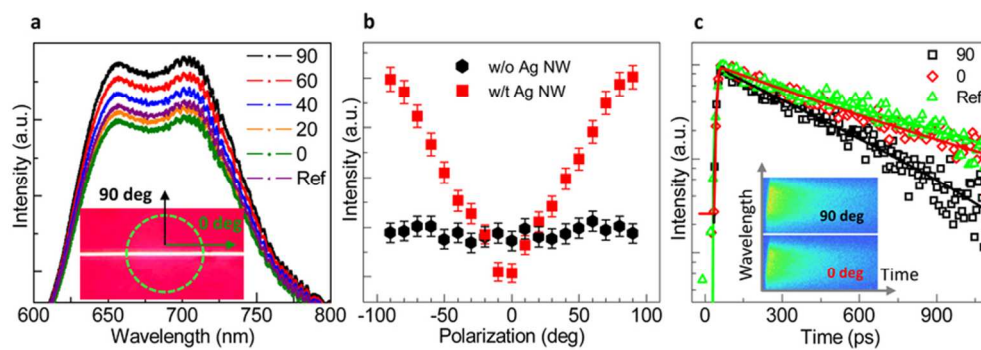 a
Intensity (a.u.)
90
60
40
20
0
Ref
90 deg
0 deg
600 650 700 750 800
Wavelength (nm)
b
Intensity (a.u.)
w/o Ag NW
w/t Ag NW
-100 -50 0 50 100
Polarization (deg)
c
Intensity (a.u.)
90
0
Ref
Wavelength
90 deg
0 deg
Time
0 300 600 900
Time (ps)